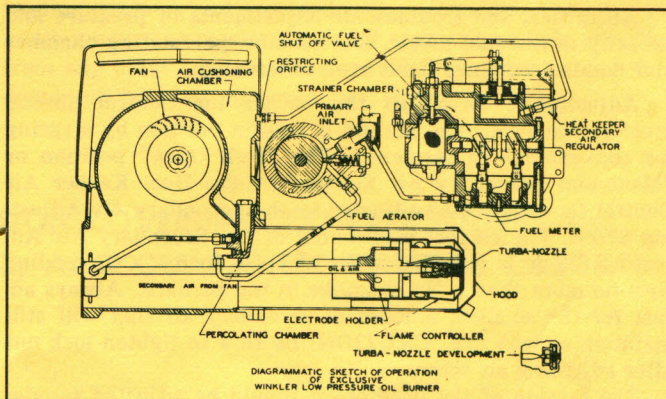 AUTOMATIC FUEL
SHUT OFF VALVE
AIR
FAN
AIR CUSHIONING
CHAMBER
RESTRICTING
ORIFICE
STRAINER CHAMBER
PRIMARY
AIR
INLET
HEAT KEEPER
SECONDARY
AIR
REGULATOR
FUEL AERATOR
FUEL METER
OIL & AIR
TURBA-NOZZLE
OIL & AIR
SECONDARY AIR FROM FAN
HOOD
ELECTRODE HOLDER
FLAME CONTROLLER
PERCOLATING CHAMBER
TURBA-NOZZLE DEVELOPMENT
DIAGRAMMATIC SKETCH OF OPERATION
OF EXCLUSIVE
WINKLER LOW PRESSURE OIL BURNER